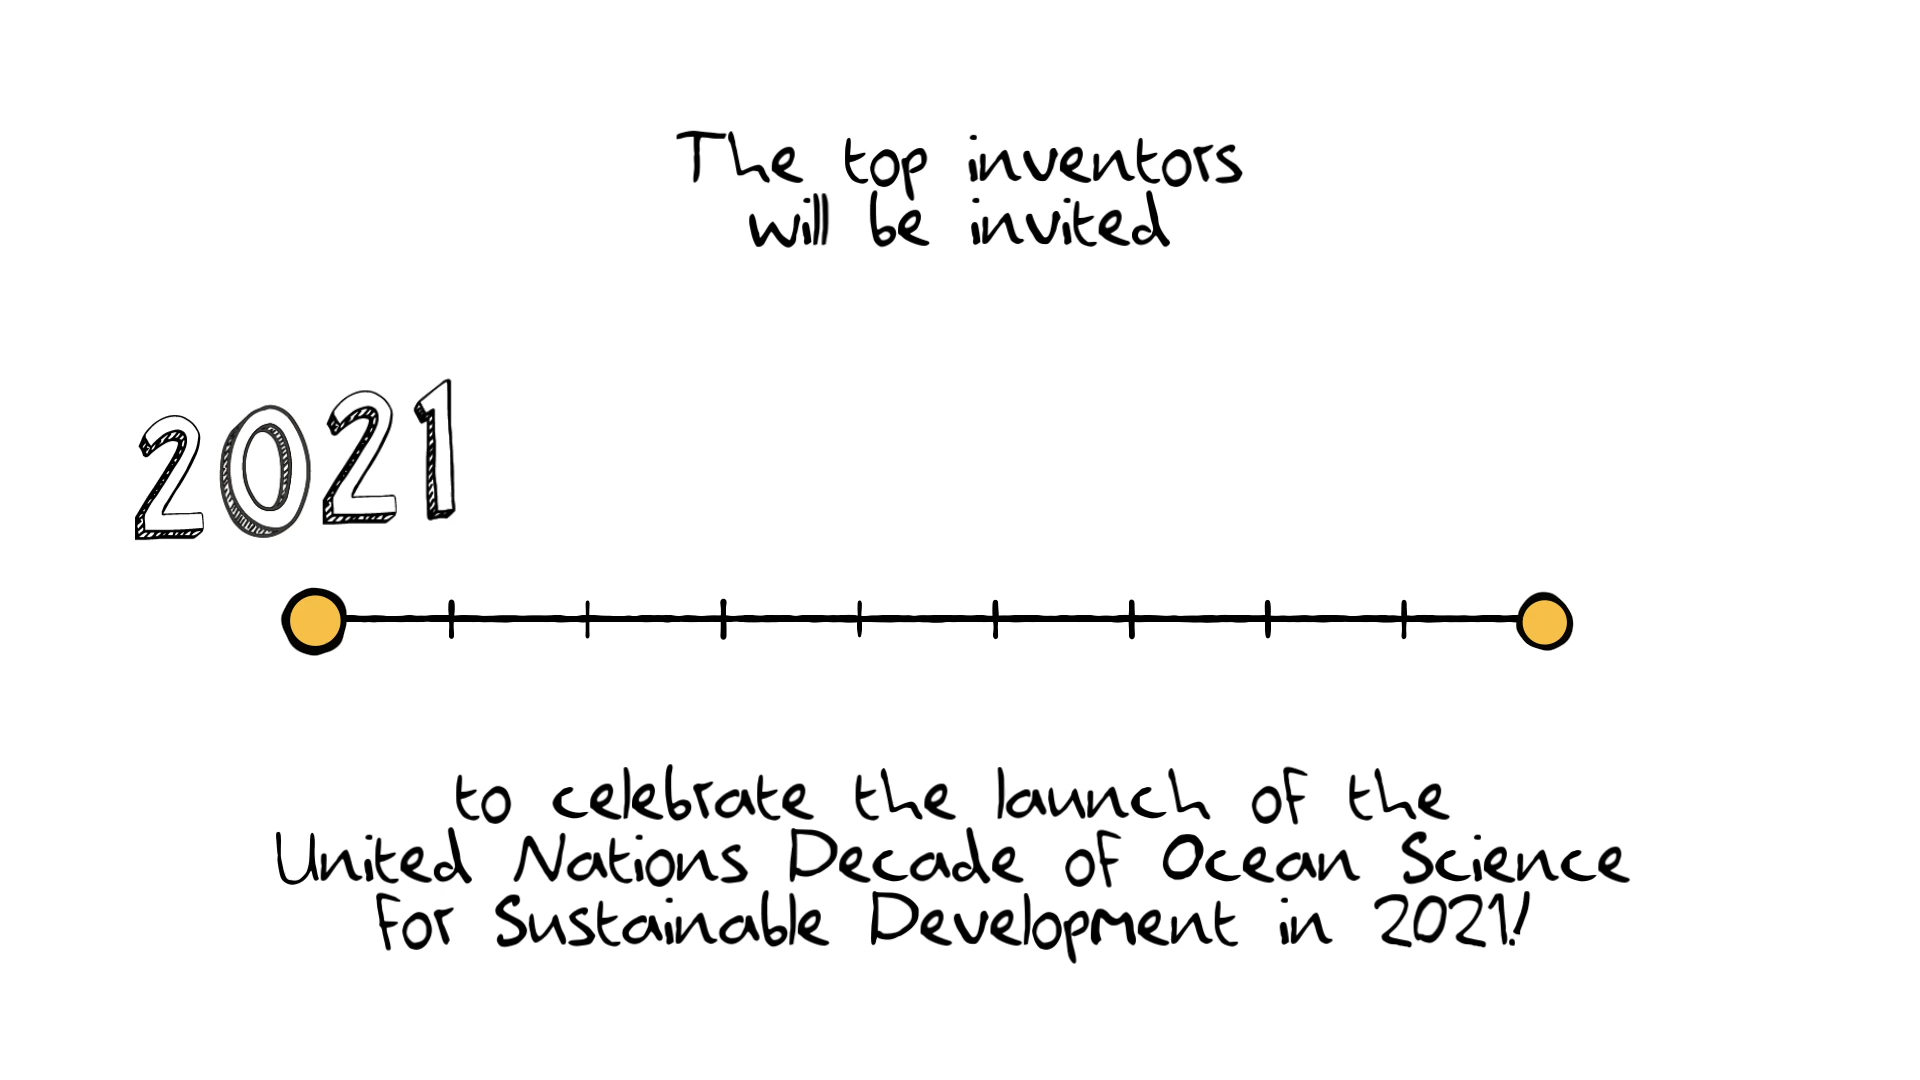 The top inventors
will be invited
2021
to celebrate the launch of the
United Nations Decade of Ocean Science
for Sustainable Development in 2021!